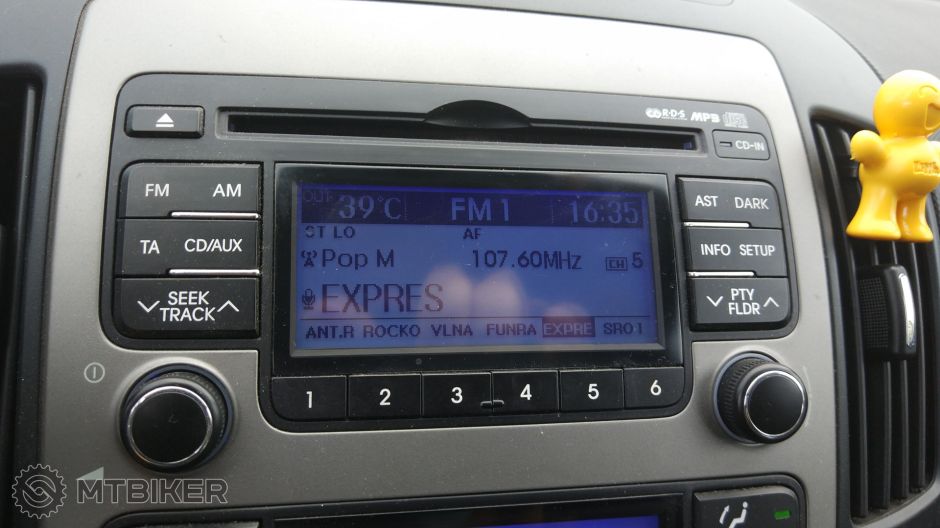 R·D·S MP3
CD-IN
FM AM
AST DARK
OUT 39°C FM1 16:35
ST LO AF
TA CD/AUX
INFO SETUP
Pop M 107.60MHz CH 5
SEEK
TRACK
PTY
FLDR
EXPRES
ANT.R ROCKO VLNA FUNRA EXPRE SRO1
1 2 3 4 5 6
MTBIKER